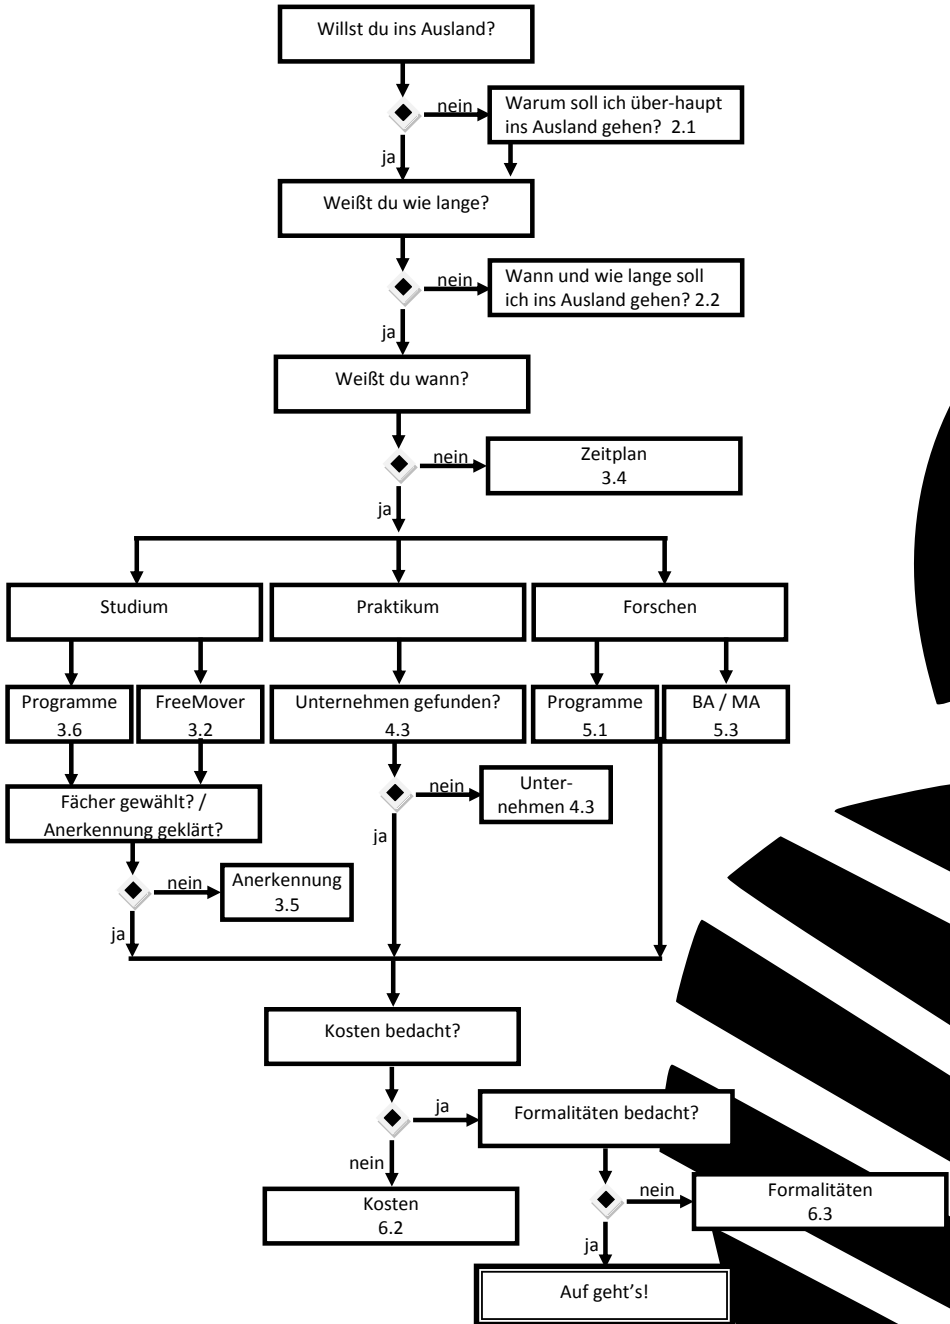 Willst du ins Ausland?
nein
Warum soll ich über-haupt
ins Ausland gehen?  2.1
ja
Weißt du wie lange?
nein
Wann und wie lange soll
ich ins Ausland gehen? 2.2
ja
Weißt du wann?
nein
Zeitplan
3.4
ja
Studium
Praktikum
Forschen
Programme
3.6
FreeMover
3.2
Unternehmen gefunden?
4.3
Programme
5.1
BA / MA
5.3
Fächer gewählt? /
Anerkennung geklärt?
nein
Unter-
nehmen 4.3
ja
nein
Anerkennung
3.5
ja
Kosten bedacht?
ja
Formalitäten bedacht?
nein
Kosten
6.2
nein
Formalitäten
6.3
ja
Auf geht's!